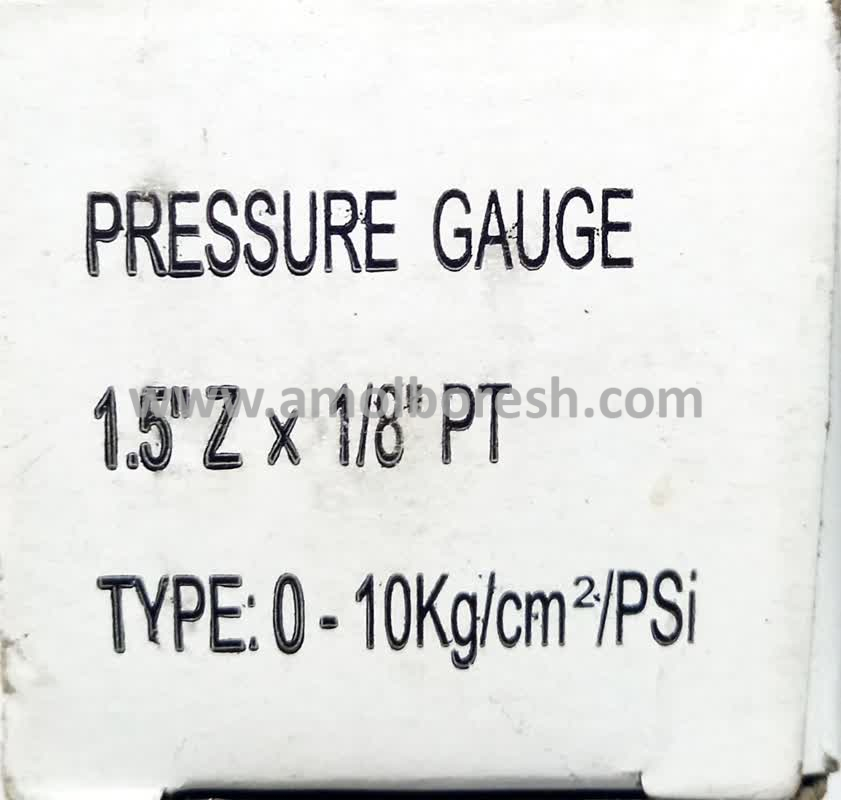 PRESSURE GAUGE
1.5"Z x 1/8" PT
www.amolboresh.com
TYPE: 0 - 10Kg/cm²/PSi